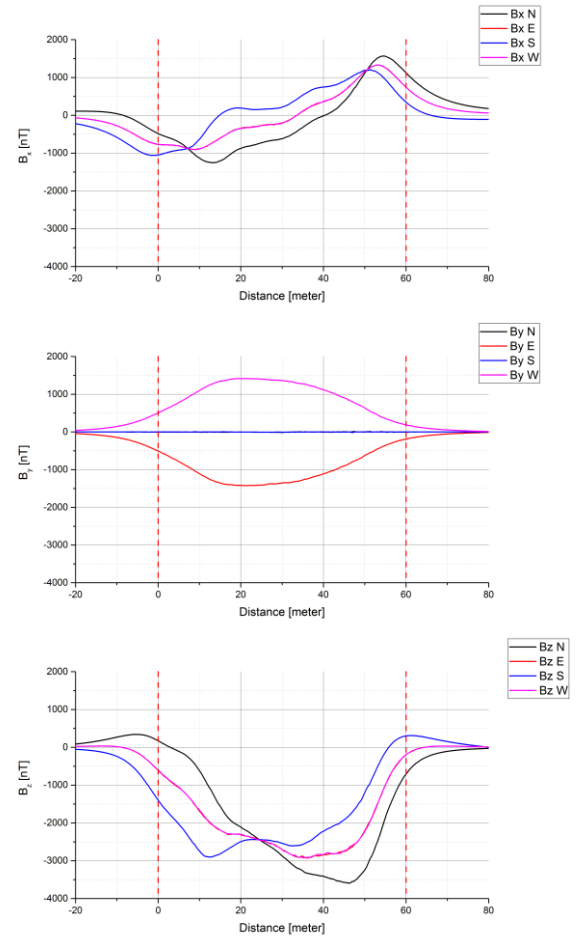 Bx N
Bx E
Bx S
Bx W
2000
1000
0
-1000
-2000
-3000
-4000
Bx [nT]
-20 0 20 40 60 80
Distance [meter]
By N
By E
By S
By W
2000
1000
0
-1000
-2000
-3000
-4000
By [nT]
-20 0 20 40 60 80
Distance [meter]
Bz N
Bz E
Bz S
Bz W
2000
1000
0
-1000
-2000
-3000
-4000
Bz [nT]
-20 0 20 40 60 80
Distance [meter]